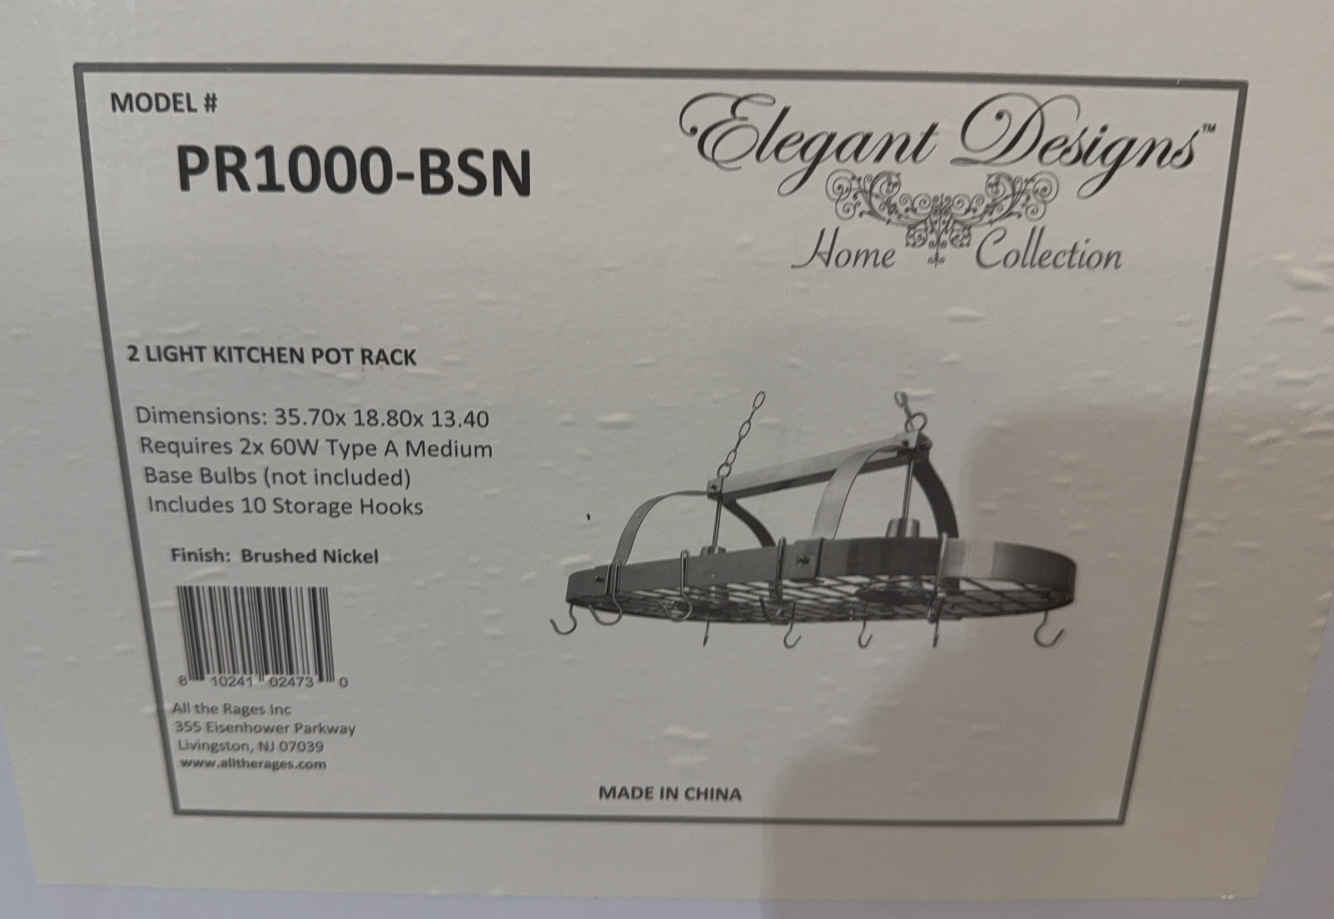 MODEL #
PR1000-BSN
Elegant Designs™
Home Collection
2 LIGHT KITCHEN POT RACK
Dimensions: 35.70x 18.80x 13.40
Requires 2x 60W Type A Medium
Base Bulbs (not included)
Includes 10 Storage Hooks
Finish: Brushed Nickel
8 10241 02473 0
All the Rages Inc
355 Eisenhower Parkway
Livingston, NJ 07039
www.alltherages.com
MADE IN CHINA